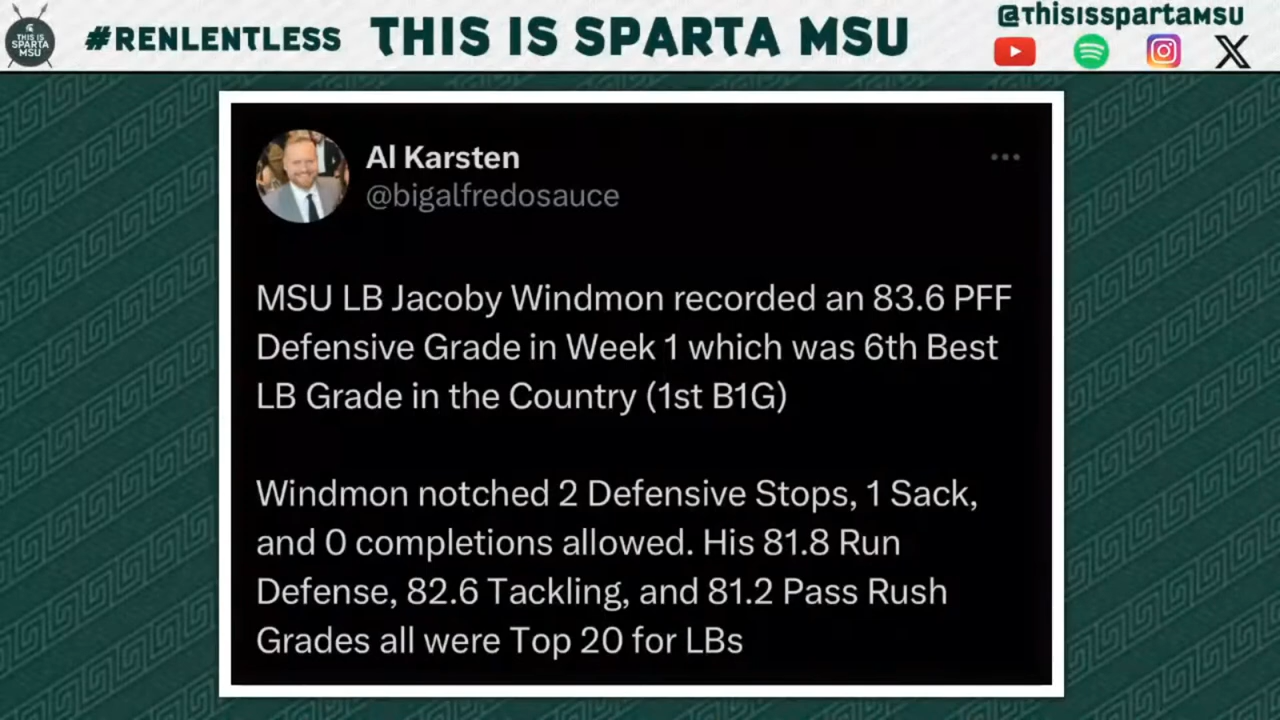 THIS IS
SPARTA
MSU
#RENLENTLESS
THIS IS SPARTA MSU
@THISISSPARTAMSU
Al Karsten
@bigalfredosauce
MSU LB Jacoby Windmon recorded an 83.6 PFF
Defensive Grade in Week 1 which was 6th Best
LB Grade in the Country (1st B1G)
Windmon notched 2 Defensive Stops, 1 Sack,
and 0 completions allowed. His 81.8 Run
Defense, 82.6 Tackling, and 81.2 Pass Rush
Grades all were Top 20 for LBs